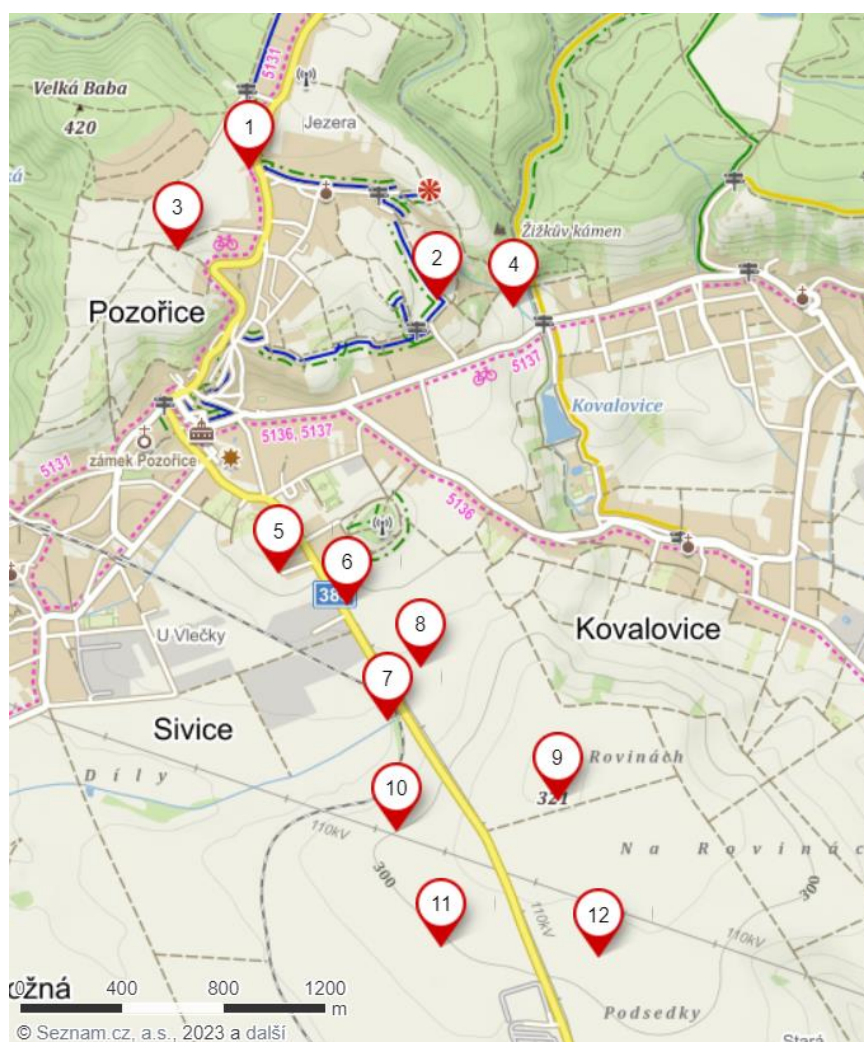 5131
Velká Baba
420
Jezera
1
3
Žižkův kámen
2
4
Pozořice
5137
Kovalovice
5136, 5137
5131
zámek Pozořice
5136
5
6
38
U Vlečky
8
Kovalovice
7
Sivice
9
Rovinách
Díly
10
321
110kV
Na Rovinác
300
300
11
12
110kV
110kV
ožná
0 400 800 1200
m
Podsedky
Stará
© Seznam.cz, a.s., 2023 a další